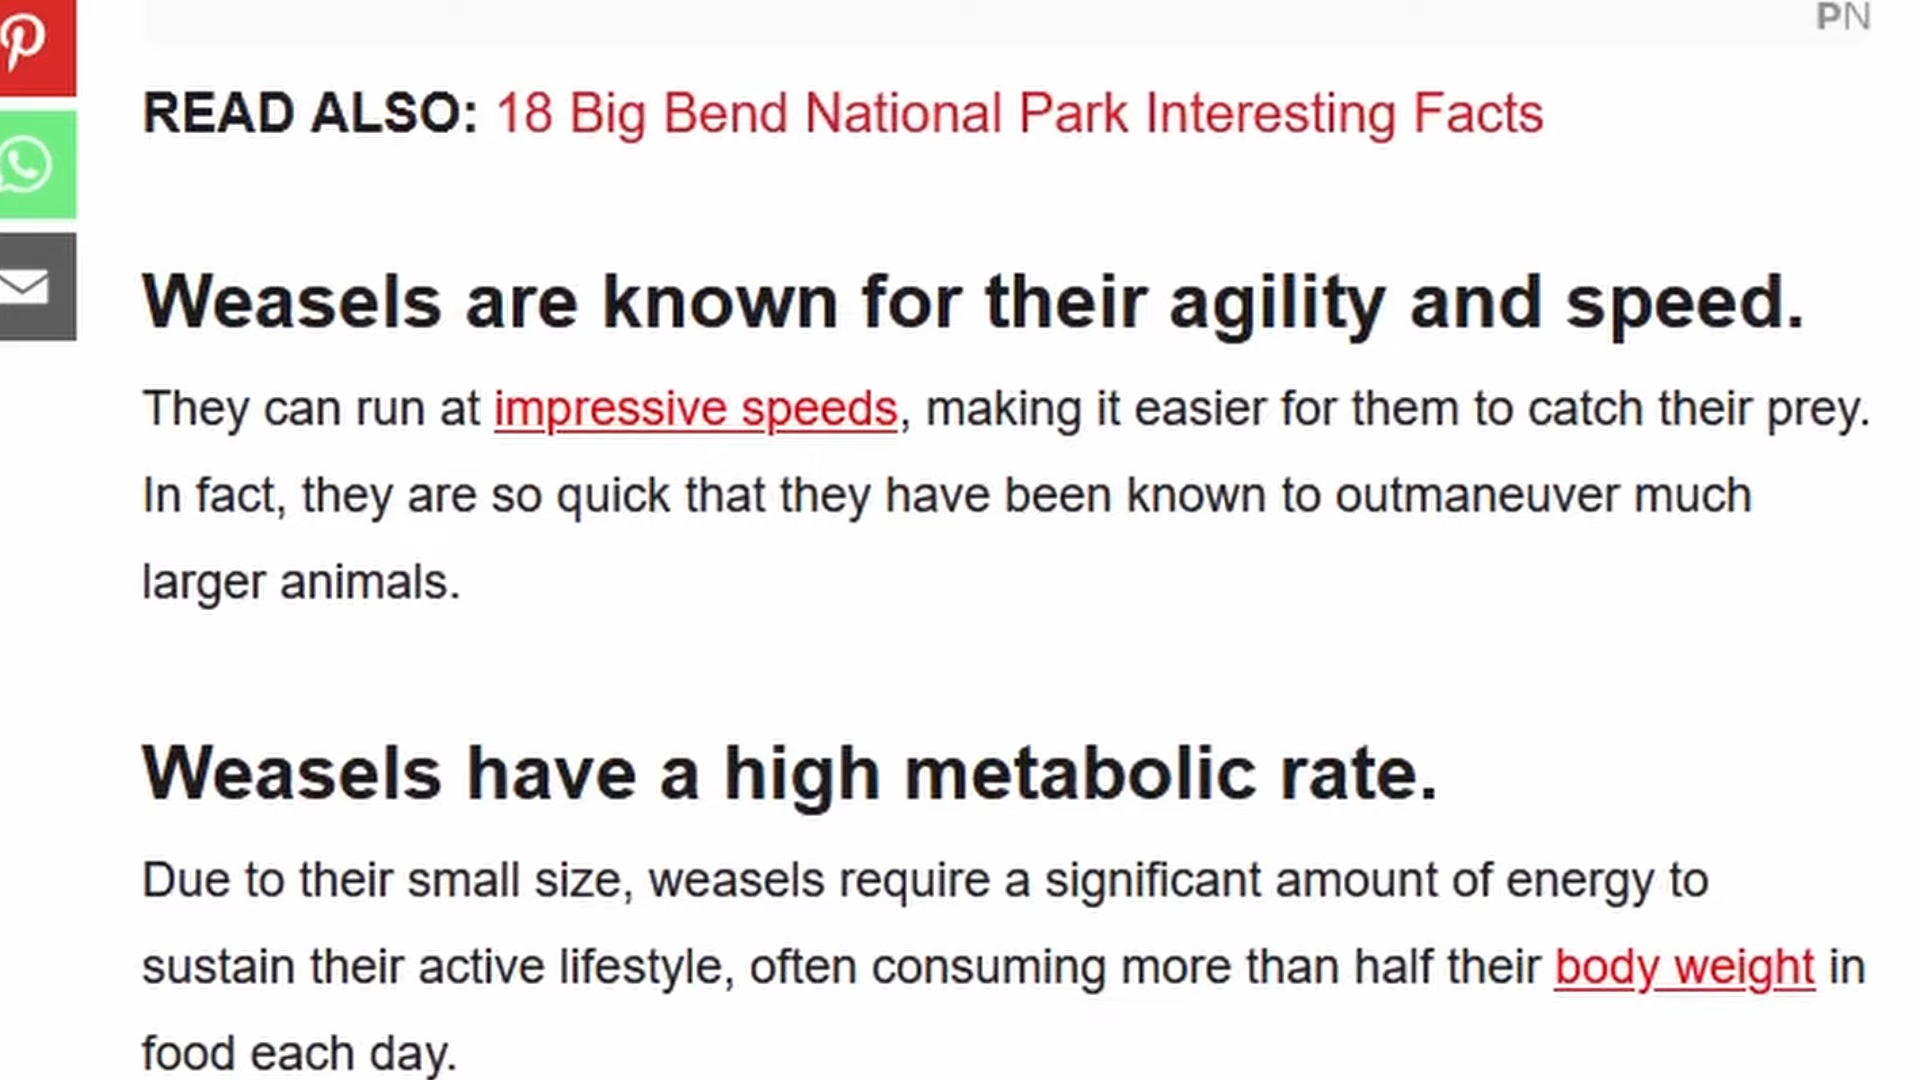 PN
READ ALSO: 18 Big Bend National Park Interesting Facts
Weasels are known for their agility and speed.
They can run at impressive speeds, making it easier for them to catch their prey.
In fact, they are so quick that they have been known to outmaneuver much
larger animals.
Weasels have a high metabolic rate.
Due to their small size, weasels require a significant amount of energy to
sustain their active lifestyle, often consuming more than half their body weight in
food each day.